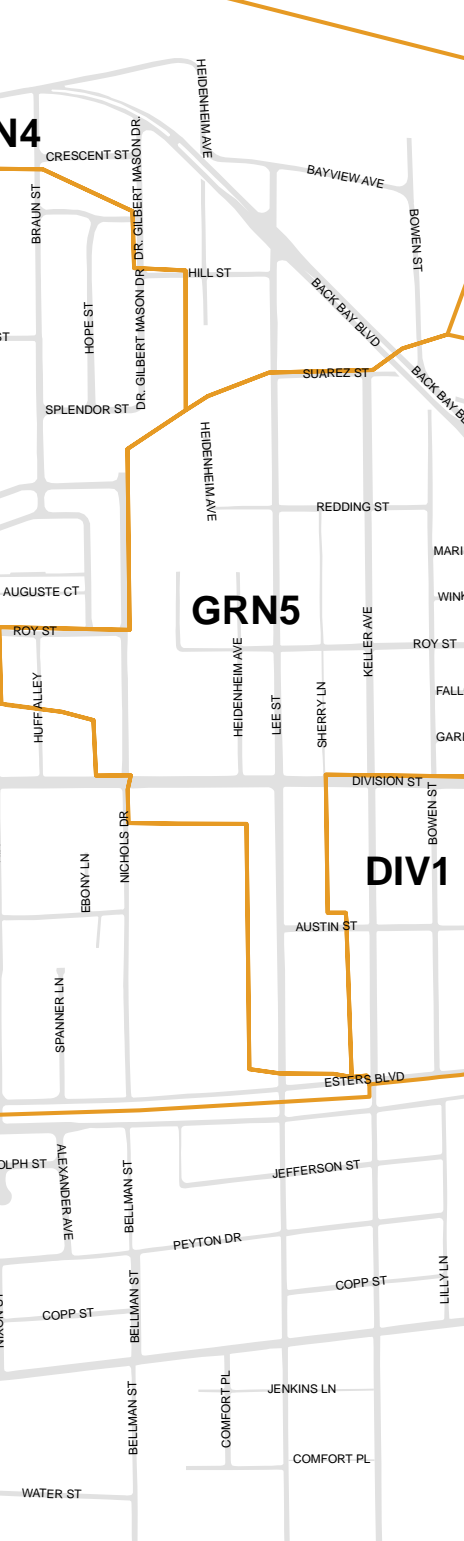 HEIDENHEIM AVE
N4
CRESCENT ST
DR. GILBERT MASON DR.
BAYVIEW AVE
BRAUN ST
BOWEN ST
HILL ST
DR. GILBERT MASON DR.
BACK BAY BLVD
HOPE ST
ST
SUAREZ ST
SPLENDOR ST
HEIDENHEIM AVE
REDDING ST
AUGUSTE CT
GRN5
ROY ST
KELLER AVE
ROY ST
HUFF ALLEY
HEIDENHEIM AVE
LEE ST
SHERRY LN
DIVISION ST
BOWEN ST
NICHOLS DR
EBONY LN
DIV1
AUSTIN ST
SPANNER LN
ESTERS BLVD
OLPH ST
ALEXANDER AVE
BELLMAN ST
JEFFERSON ST
PEYTON DR
LILLY LN
BELLMAN ST
COPP ST
COPP ST
JENKINS LN
BELLMAN ST
COMFORT PL
COMFORT PL
WATER ST